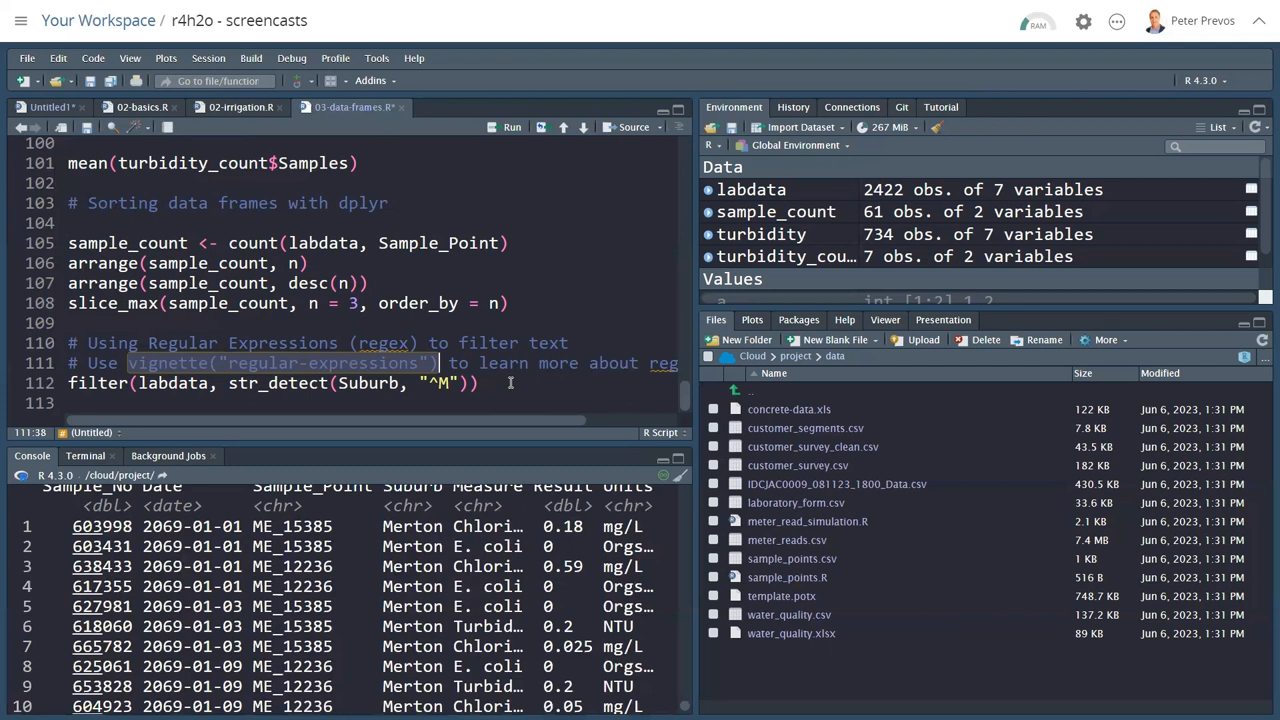 Your Workspace / r4h2o - screencasts
RAM
Peter Prevos
File Edit Code View Plots Session Build Debug Profile Tools Help
Go to file/function Addins R 4.3.0
Untitled1* 02-basics.R 02-irrigation.R 03-data-frames.R*
Run Source
100
101 mean(turbidity_count$Samples)
102
103 # Sorting data frames with dplyr
104
105 sample_count <- count(labdata, Sample_Point)
106 arrange(sample_count, n)
107 arrange(sample_count, desc(n))
108 slice_max(sample_count, n = 3, order_by = n)
109
110 # Using Regular Expressions (regex) to filter text
111 # Use vignette("regular-expressions") to learn more about reg
112 filter(labdata, str_detect(Suburb, "^M"))
113
111:38 # (Untitled) R Script
Console Terminal Background Jobs
R 4.3.0 · /cloud/project/
Sample_No Date Sample_Point Suburb Measure Result Units
<dbl> <date> <chr> <chr> <chr> <dbl> <chr>
1 603998 2069-01-01 ME_15385 Merton Chlori… 0.18 mg/L
2 603431 2069-01-01 ME_15385 Merton E. coli 0 Orgs…
3 638433 2069-01-01 ME_12236 Merton Chlori… 0.59 mg/L
4 617355 2069-01-01 ME_12236 Merton E. coli 0 Orgs…
5 627981 2069-01-03 ME_15385 Merton E. coli 0 Orgs…
6 618060 2069-01-03 ME_15385 Merton Turbid… 0.2 NTU
7 665782 2069-01-03 ME_15385 Merton Chlori… 0.025 mg/L
8 625061 2069-01-09 ME_12236 Merton E. coli 0 Orgs…
9 653828 2069-01-09 ME_12236 Merton Turbid… 0.2 NTU
10 604923 2069-01-09 ME_12236 Merton Chlori… 0.05 mg/L
Environment History Connections Git Tutorial
Import Dataset 267 MiB List
R Global Environment
Data
labdata 2422 obs. of 7 variables
sample_count 61 obs. of 2 variables
turbidity 734 obs. of 7 variables
turbidity_cou… 7 obs. of 2 variables
Values
a int [1:2] 1 2
Files Plots Packages Help Viewer Presentation
New Folder New Blank File Upload Delete Rename More
Cloud project data
Name Size Modified
..
concrete-data.xls 122 KB Jun 6, 2023, 1:31 PM
customer_segments.csv 7.8 KB Jun 6, 2023, 1:31 PM
customer_survey_clean.csv 43.5 KB Jun 6, 2023, 1:31 PM
customer_survey.csv 182 KB Jun 6, 2023, 1:31 PM
IDCJAC0009_081123_1800_Data.csv 430.5 KB Jun 6, 2023, 1:31 PM
laboratory_form.csv 33.6 KB Jun 6, 2023, 1:31 PM
meter_read_simulation.R 2.1 KB Jun 6, 2023, 1:31 PM
meter_reads.csv 7.4 MB Jun 6, 2023, 1:31 PM
sample_points.csv 1 KB Jun 6, 2023, 1:31 PM
sample_points.R 516 B Jun 6, 2023, 1:31 PM
template.potx 748.7 KB Jun 6, 2023, 1:31 PM
water_quality.csv 137.2 KB Jun 6, 2023, 1:31 PM
water_quality.xlsx 89 KB Jun 6, 2023, 1:31 PM